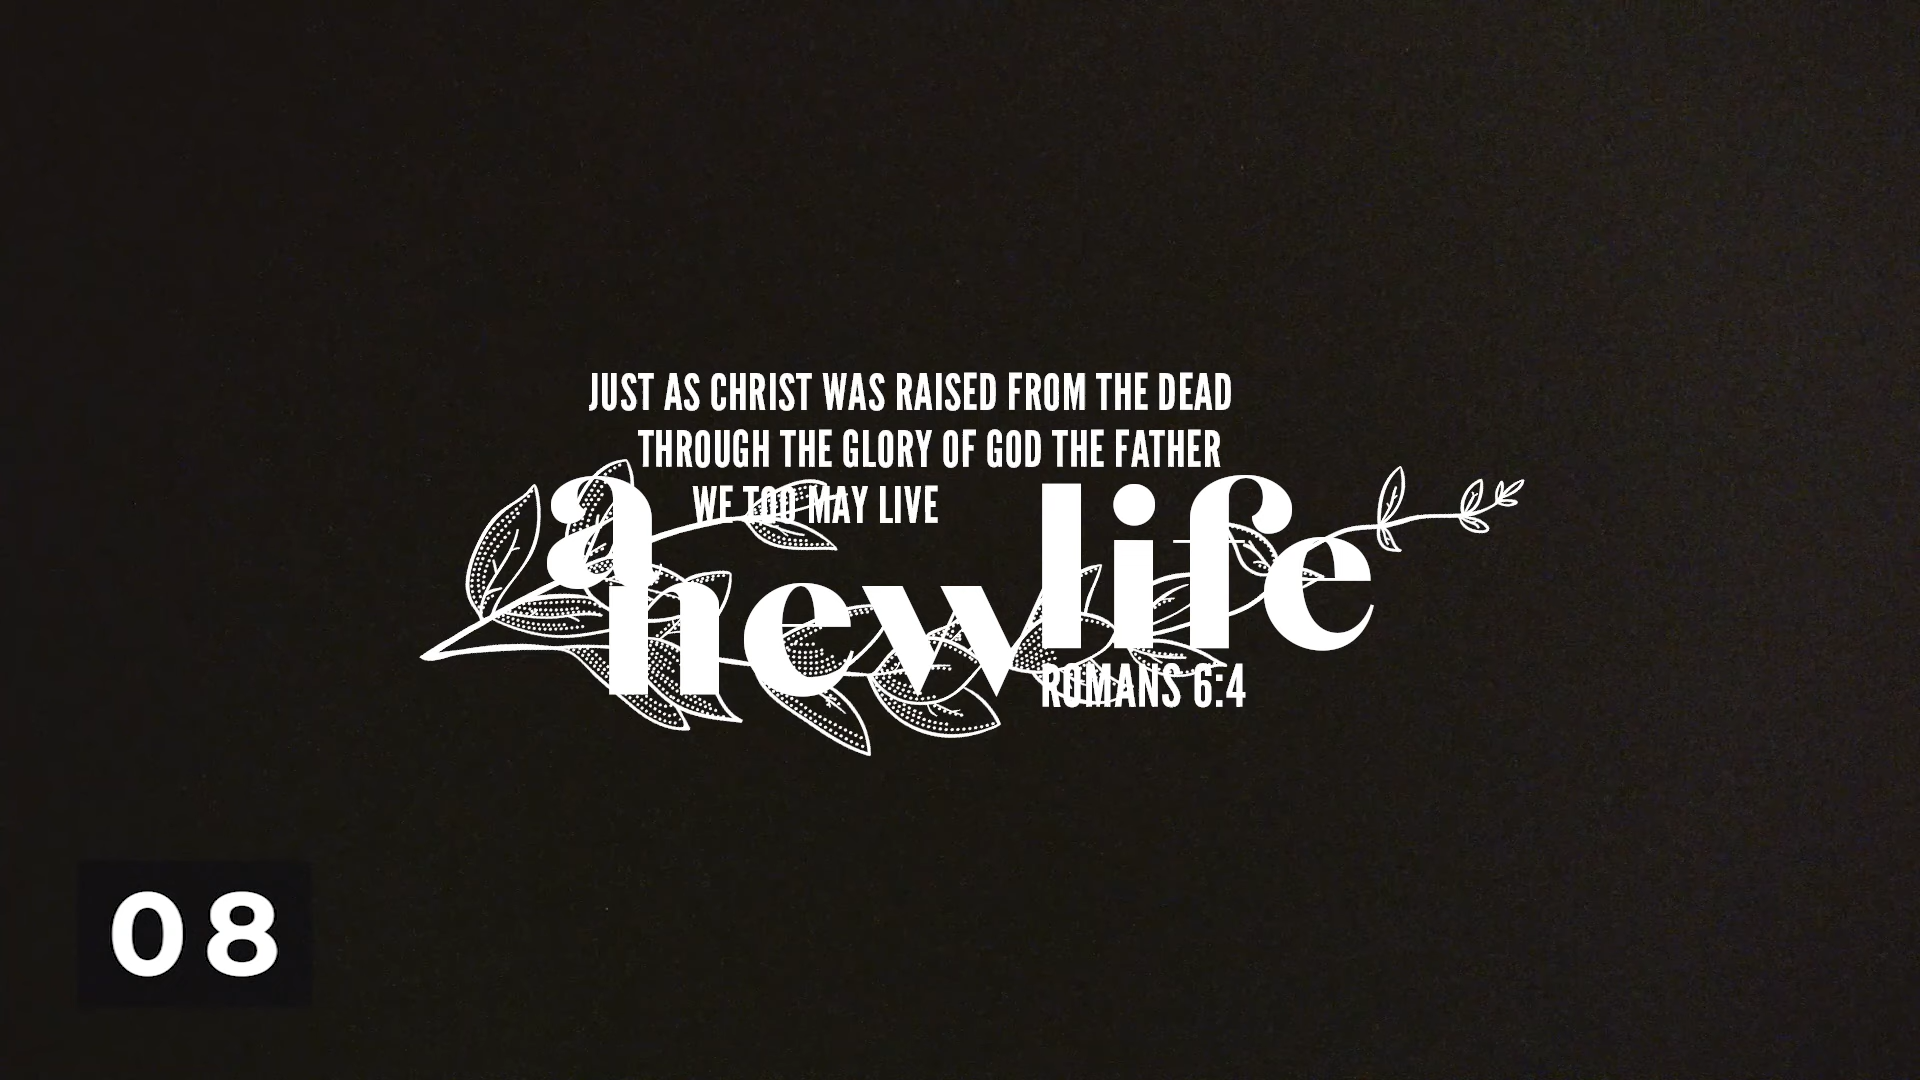 JUST AS CHRIST WAS RAISED FROM THE DEAD
THROUGH THE GLORY OF GOD THE FATHER
WE TOO MAY LIVE
a
new life
ROMANS 6:4
08